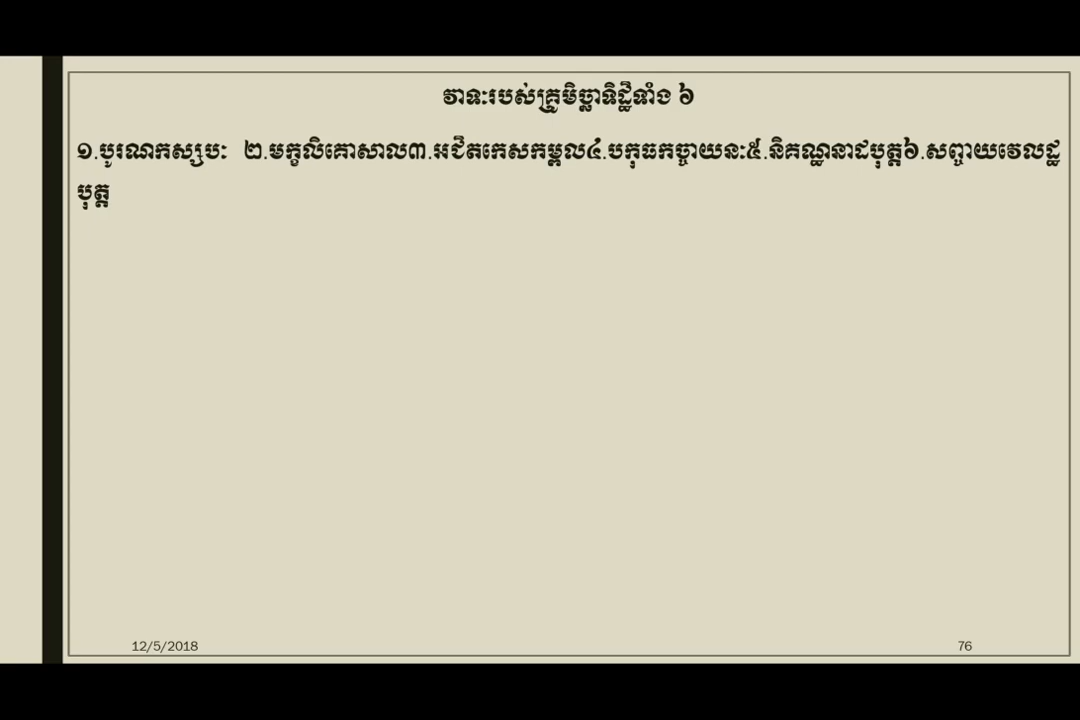 វាទៈរបស់គ្រូមិច្ឆាទិដ្ឋិទាំង ៦
១.បូរណកស្សបៈ ២.មក្ខលិគោសាល៣.អជិតកេសកម្ពល៤.បកុធកច្ចាយនៈ៥.និគណ្ឋនាដបុត្ត៦.សព្ចាយវេលដ្ឋ
បុត្ត
12/5/2018 76